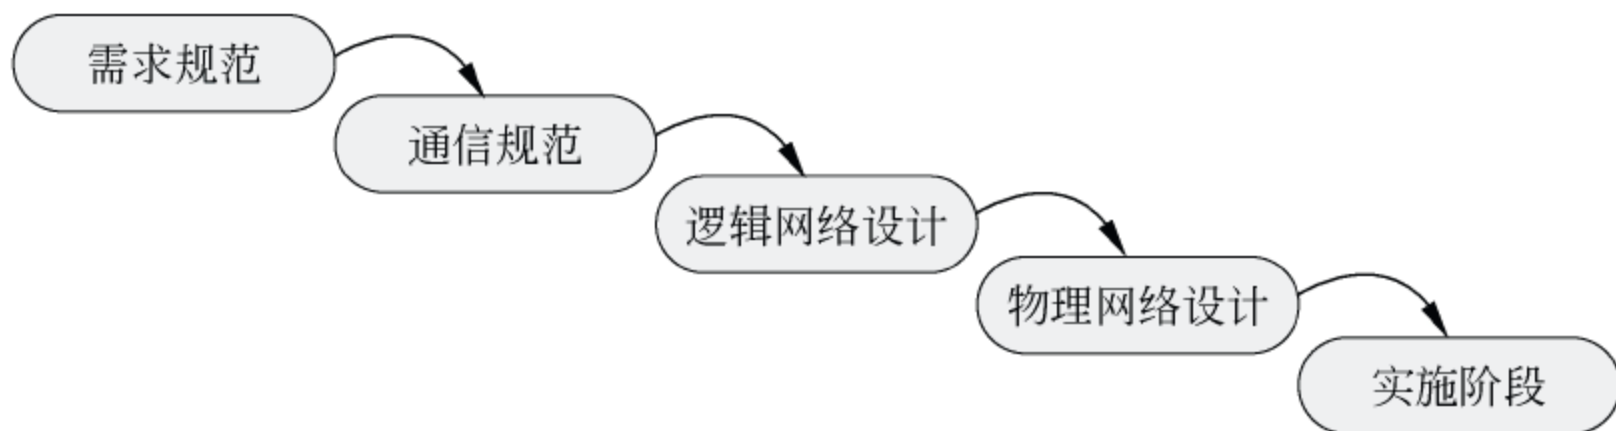 需求规范
通信规范
逻辑网络设计
物理网络设计
实施阶段